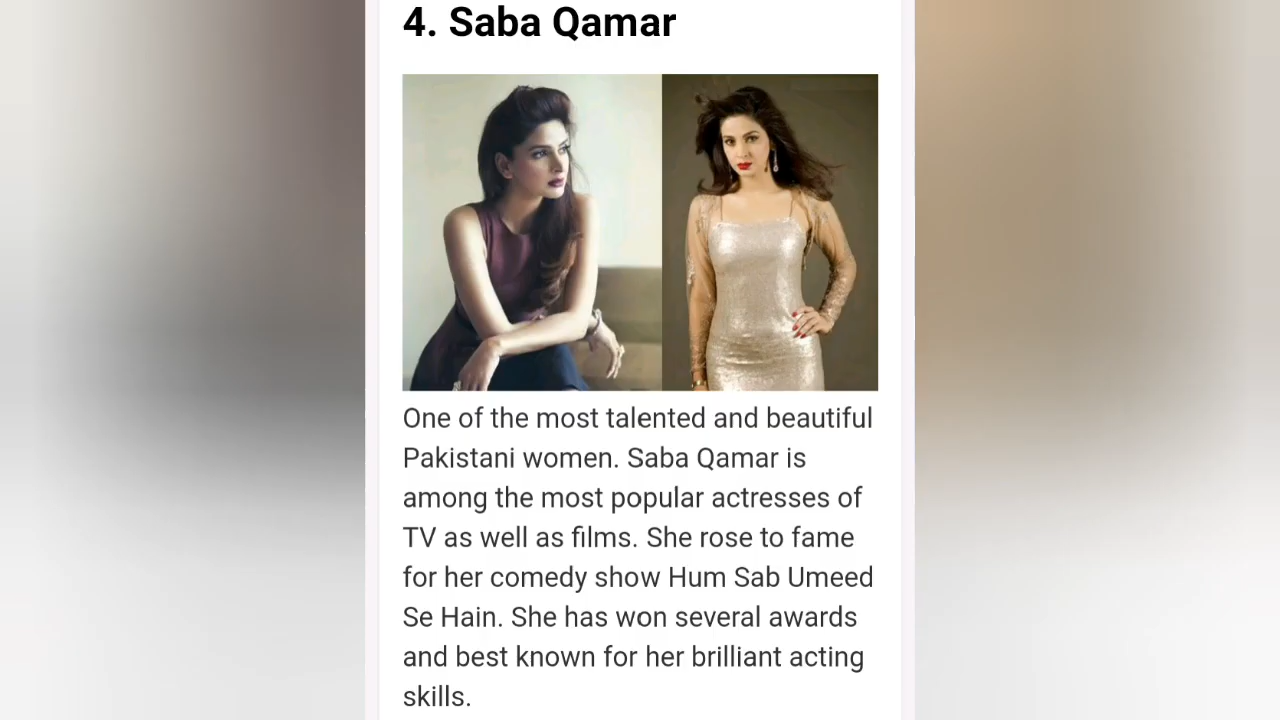 4. Saba Qamar
One of the most talented and beautiful
Pakistani women. Saba Qamar is
among the most popular actresses of
TV as well as films. She rose to fame
for her comedy show Hum Sab Umeed
Se Hain. She has won several awards
and best known for her brilliant acting
skills.